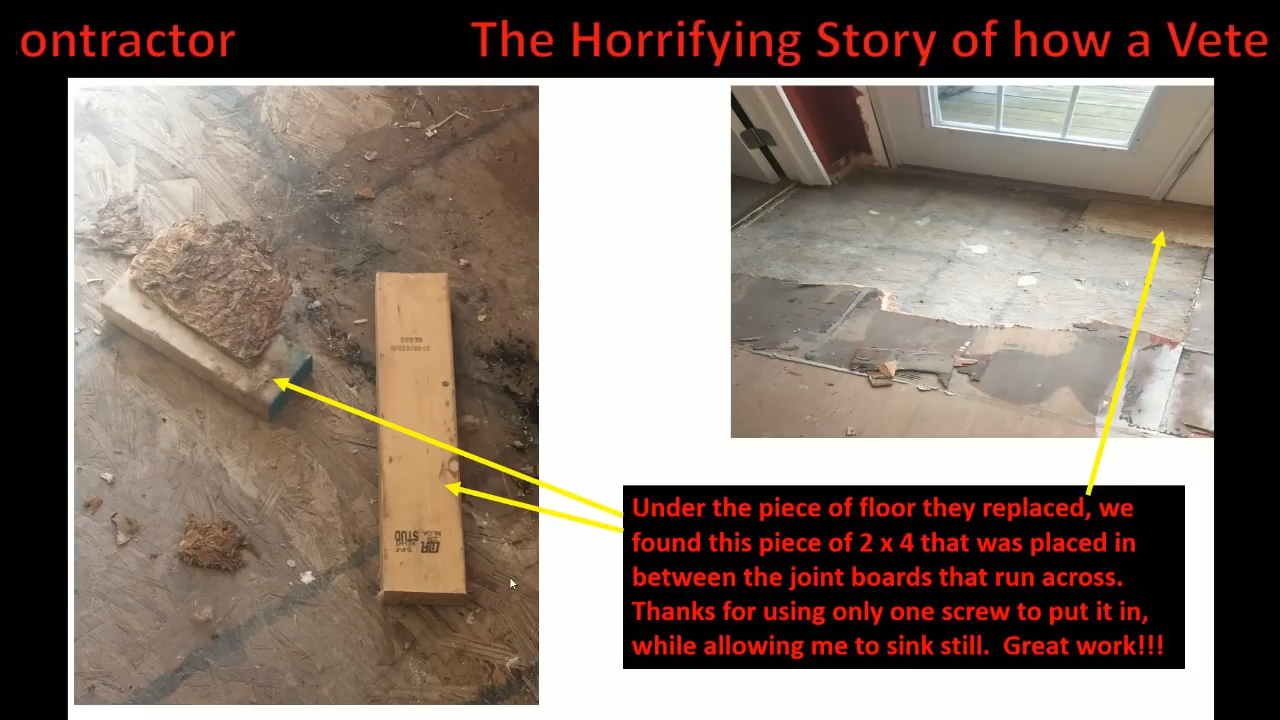 ontractor The Horrifying Story of how a Vete
STUD
Under the piece of floor they replaced, we
found this piece of 2 x 4 that was placed in
between the joint boards that run across.
Thanks for using only one screw to put it in,
while allowing me to sink still.  Great work!!!